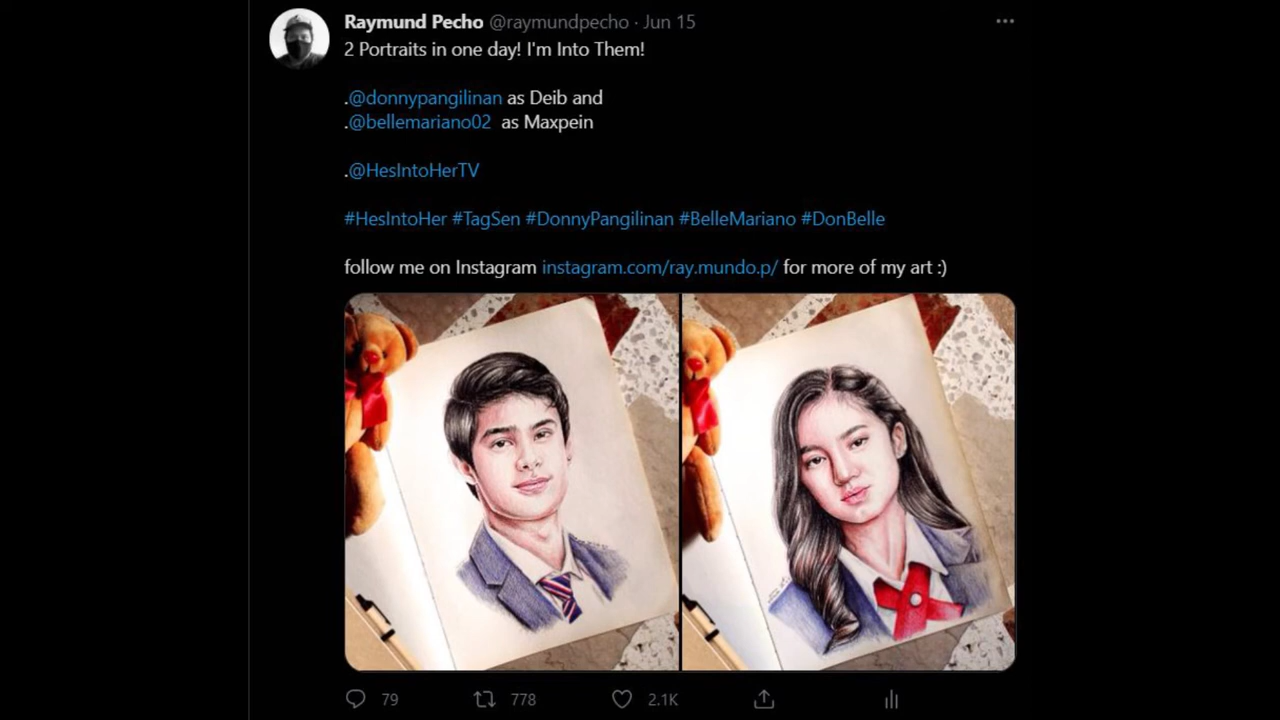 Raymund Pecho @raymundpecho · Jun 15
2 Portraits in one day! I'm Into Them!
.@donnypangilinan as Deib and
.@bellemariano02 as Maxpein
.@HesIntoHerTV
#HesIntoHer #TagSen #DonnyPangilinan #BelleMariano #DonBelle
follow me on Instagram instagram.com/ray.mundo.p/ for more of my art :)
79 778 2.1K